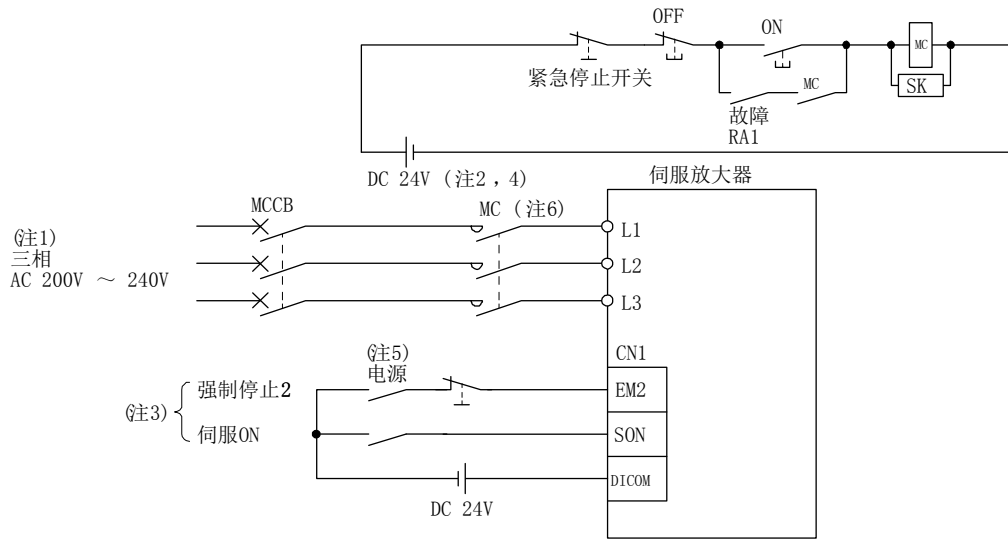 OFF
ON
MC
紧急停止开关
SK
MC
故障
RA1
DC 24V (注2，4)
伺服放大器
MCCB
MC (注6)
(注1)
三相
AC 200V ～ 240V
L1
L2
L3
CN1
(注5)
电源
(注3)
强制停止2
EM2
伺服ON
SON
DICOM
DC 24V